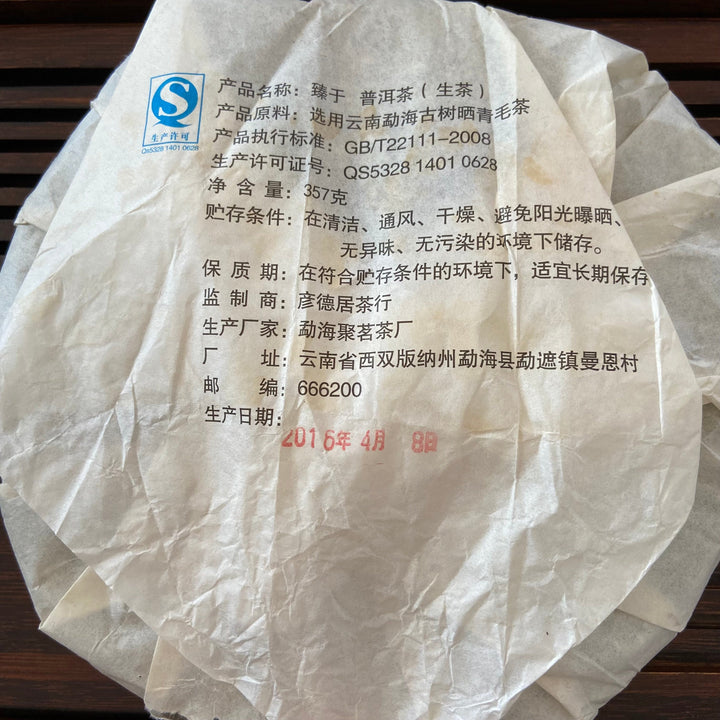 生产许可
QS5328 1401 0628
产品名称：臻于 普洱茶（生茶）
产品原料：选用云南勐海古树晒青毛茶
产品执行标准：GB/T22111-2008
生产许可证号：QS5328 1401 0628
净 含 量：357克
贮存条件：在清洁、通风、干燥、避免阳光曝晒、
无异味、无污染的环境下储存。
保 质 期：在符合贮存条件的环境下，适宜长期保存
监 制 商：彦德居茶行
生产厂家：勐海聚茗茶厂
厂 址：云南省西双版纳州勐海县勐遮镇曼恩村
邮 编：666200
生产日期：
2016年 4月 8日